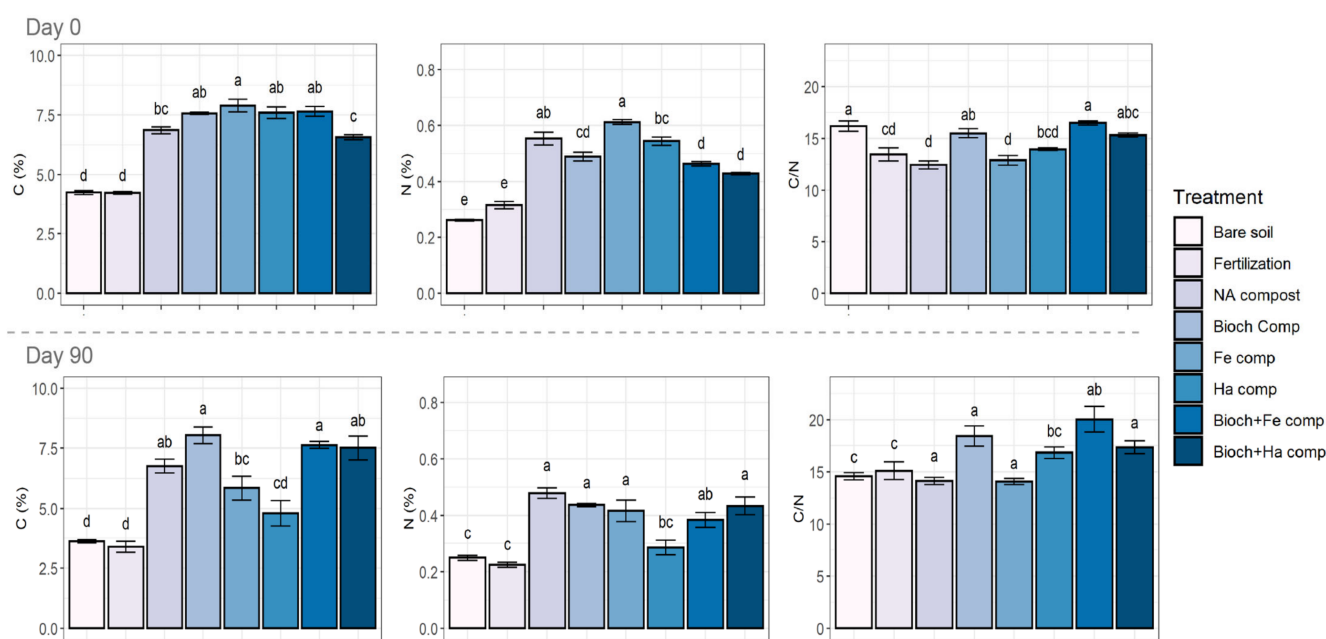 Day 0
C (%)
10.0
7.5
5.0
2.5
0.0
d d bc ab a ab ab c
N (%)
0.8
0.6
0.4
0.2
0.0
e e ab cd a bc d d
C/N
20
15
10
5
0
a cd d ab d bcd a abc
Day 90
C (%)
10.0
7.5
5.0
2.5
0.0
d d ab a bc cd a ab
N (%)
0.8
0.6
0.4
0.2
0.0
c c a a a bc ab a
C/N
20
15
10
5
0
c c a a a bc ab a
Treatment
Bare soil
Fertilization
NA compost
Bioch Comp
Fe comp
Ha comp
Bioch+Fe comp
Bioch+Ha comp